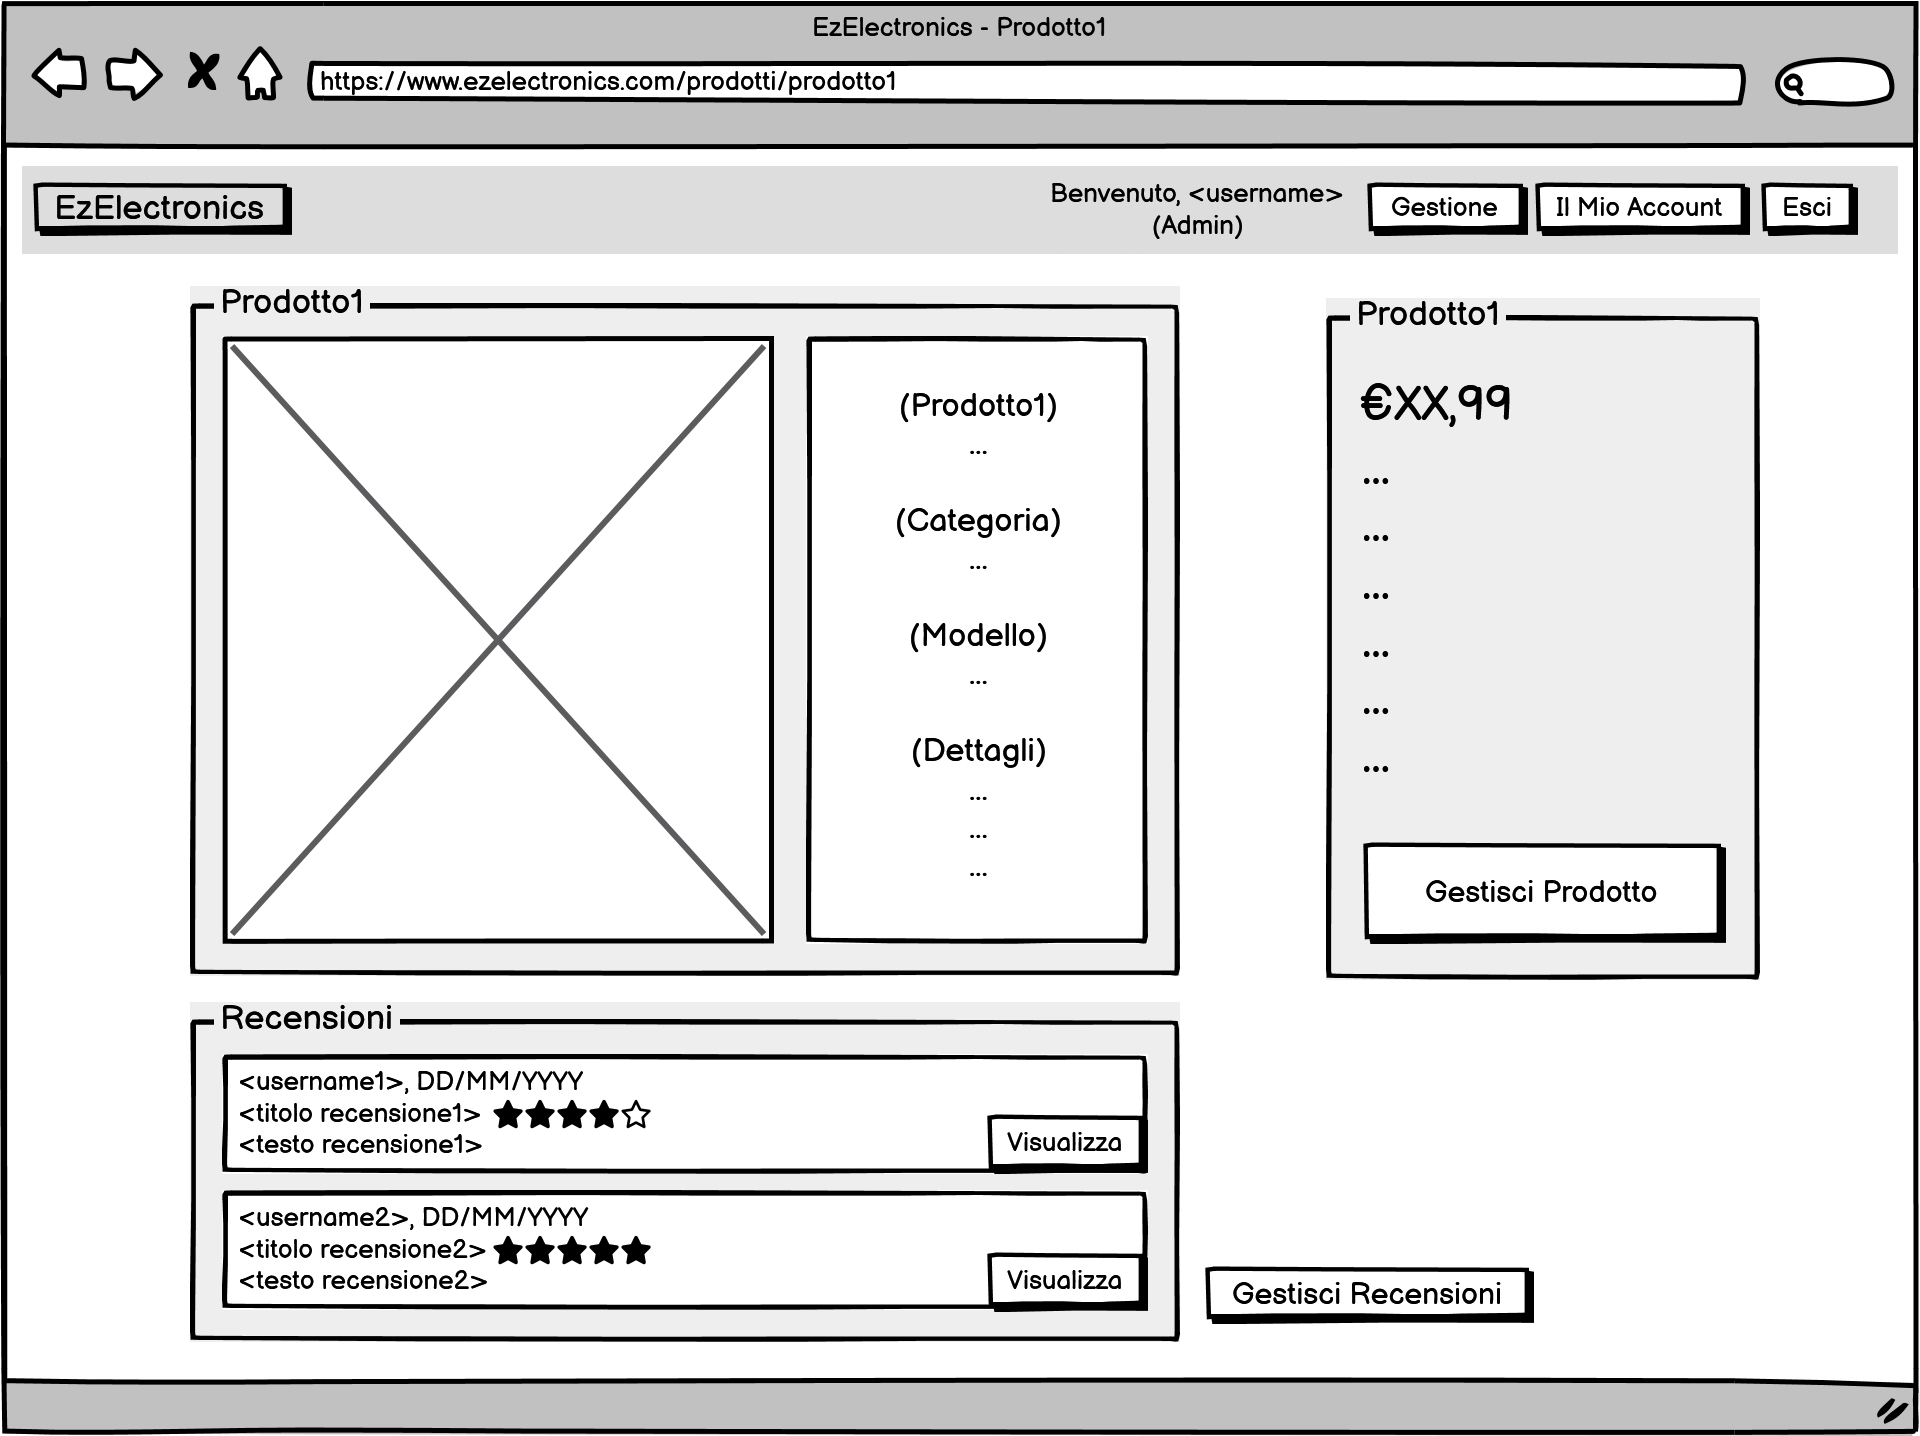 EzElectronics - Prodotto1
https://www.ezelectronics.com/prodotti/prodotto1
EzElectronics
Benvenuto, <username>
(Admin)
Gestione
Il Mio Account
Esci
Prodotto1
(Prodotto1)
...
(Categoria)
...
(Modello)
...
(Dettagli)
...
...
...
Prodotto1
€XX,99
...
...
...
...
...
...
Gestisci Prodotto
Recensioni
<username1>, DD/MM/YYYY
<titolo recensione1>
<testo recensione1>
Visualizza
<username2>, DD/MM/YYYY
<titolo recensione2>
<testo recensione2>
Visualizza
Gestisci Recensioni